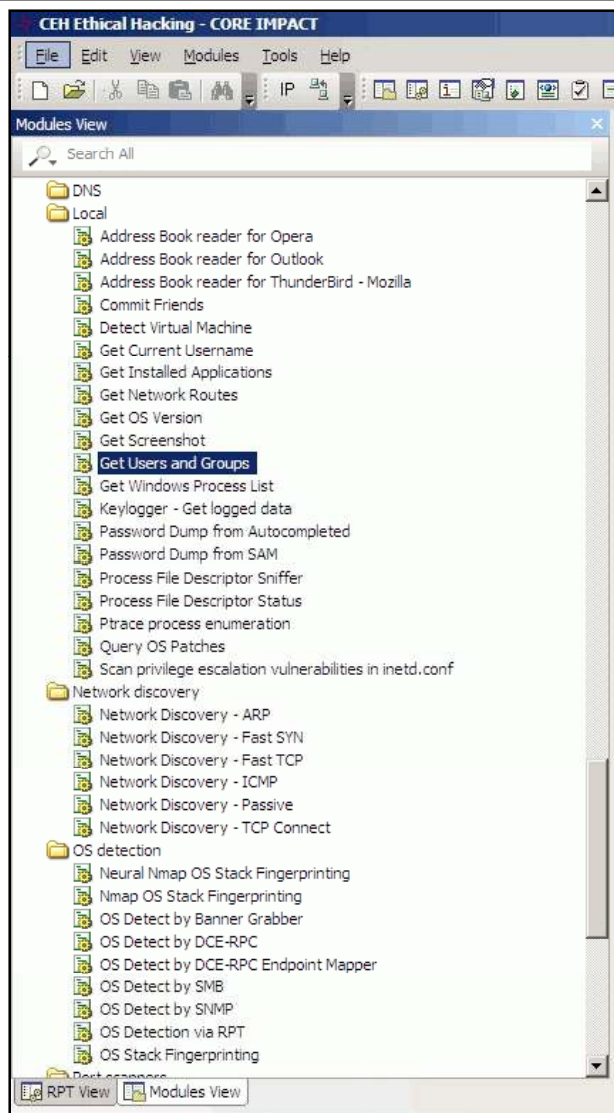 CEH Ethical Hacking - CORE IMPACT
File Edit View Modules Tools Help
IP
Modules View
Search All
DNS
Local
Address Book reader for Opera
Address Book reader for Outlook
Address Book reader for ThunderBird - Mozilla
Commit Friends
Detect Virtual Machine
Get Current Username
Get Installed Applications
Get Network Routes
Get OS Version
Get Screenshot
Get Users and Groups
Get Windows Process List
Keylogger - Get logged data
Password Dump from Autocompleted
Password Dump from SAM
Process File Descriptor Sniffer
Process File Descriptor Status
Ptrace process enumeration
Query OS Patches
Scan privilege escalation vulnerabilities in inetd.conf
Network discovery
Network Discovery - ARP
Network Discovery - Fast SYN
Network Discovery - Fast TCP
Network Discovery - ICMP
Network Discovery - Passive
Network Discovery - TCP Connect
OS detection
Neural Nmap OS Stack Fingerprinting
Nmap OS Stack Fingerprinting
OS Detect by Banner Grabber
OS Detect by DCE-RPC
OS Detect by DCE-RPC Endpoint Mapper
OS Detect by SMB
OS Detect by SNMP
OS Detection via RPT
OS Stack Fingerprinting
Port scanners
RPT View Modules View